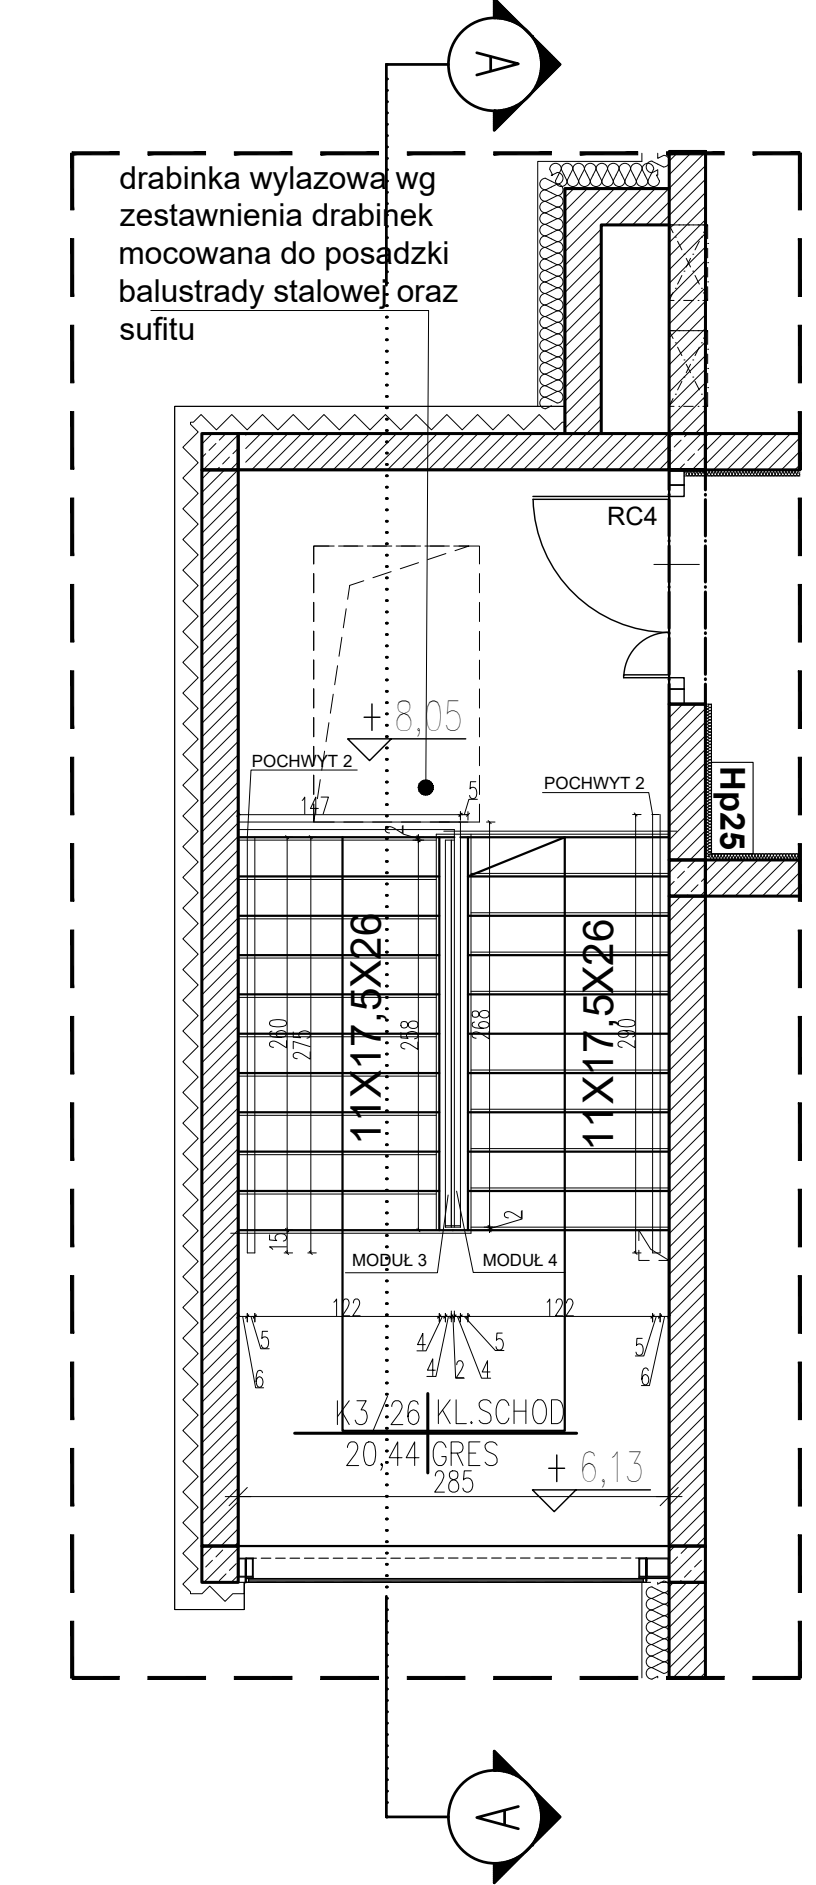 A
drabinka wylazowa wg
zestawnienia drabinek
mocowana do posadzki
balustrady stalowej oraz
sufitu
RC4
+ 8,05
POCHWYT 2
POCHWYT 2
Hp25
147
5
2
11X17,5X26
11X17,5X26
260
275
258
268
290
15
2
MODUŁ 3
MODUŁ 4
122
122
5
6
4
4
2
4
5
5
6
K3/26 KL.SCHOD
20,44 GRES
285
+ 6,13
A